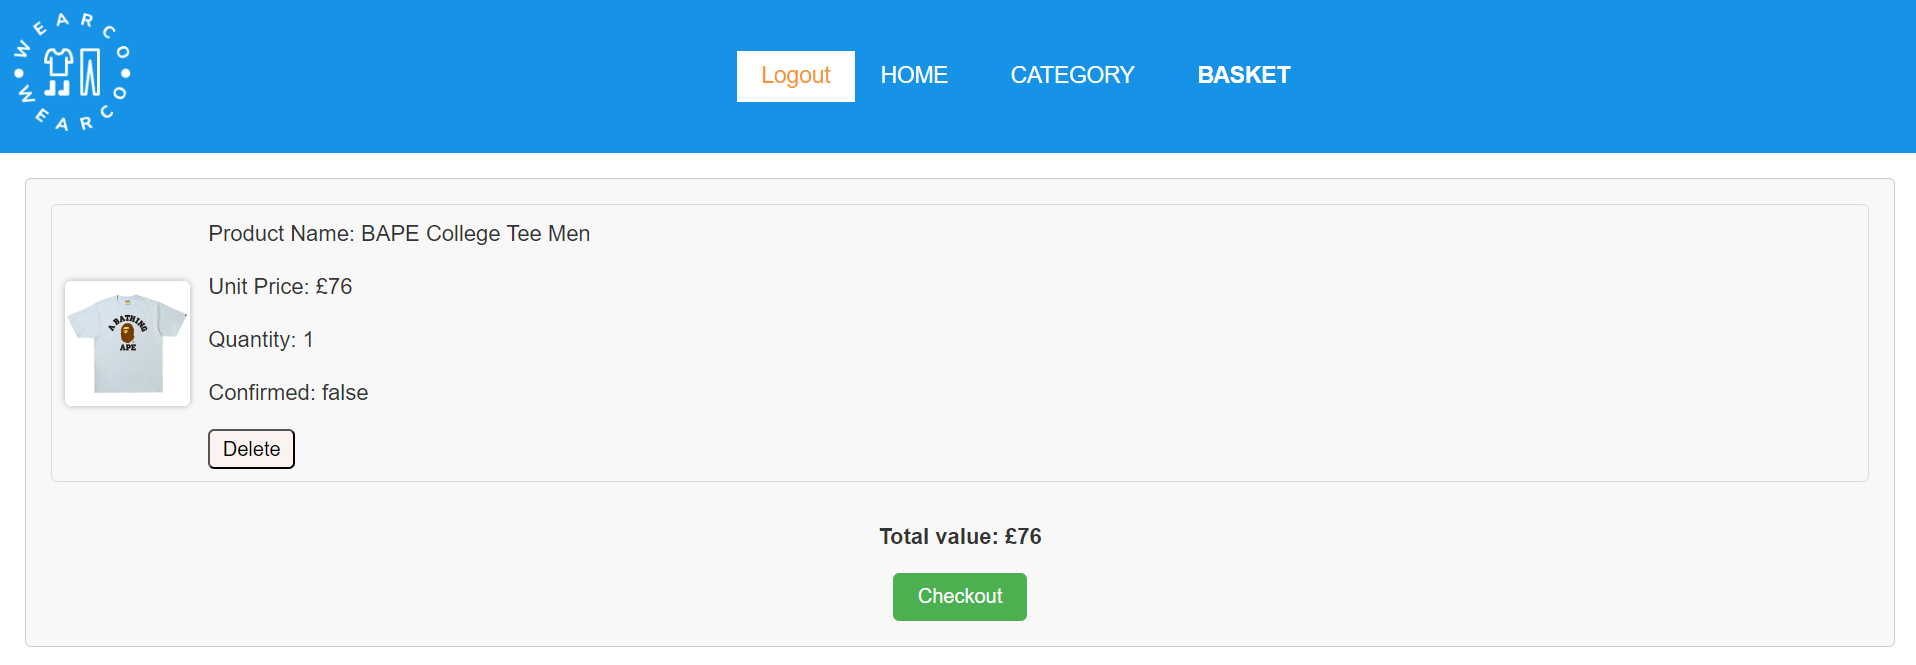 WEARCO
WEARCO
Logout
HOME
CATEGORY
BASKET
Product Name: BAPE College Tee Men
Unit Price: £76
A BATHING
APE
Quantity: 1
Confirmed: false
Delete
Total value: £76
Checkout